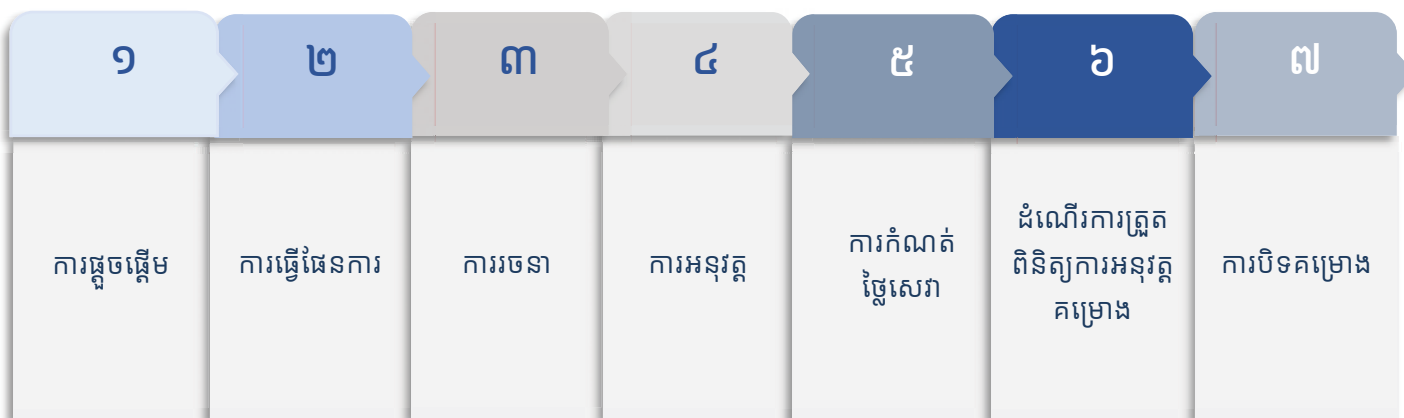 ១
២
៣
៤
៥
៦
៧
ការផ្តួចផ្តើម
ការធ្វើផែនការ
ការរចនា
ការអនុវត្ត
ការកំណត់
ថ្លៃសេវា
ដំណើរការត្រួត
ពិនិត្យការអនុវត្ត
គម្រោង
ការបិទគម្រោង